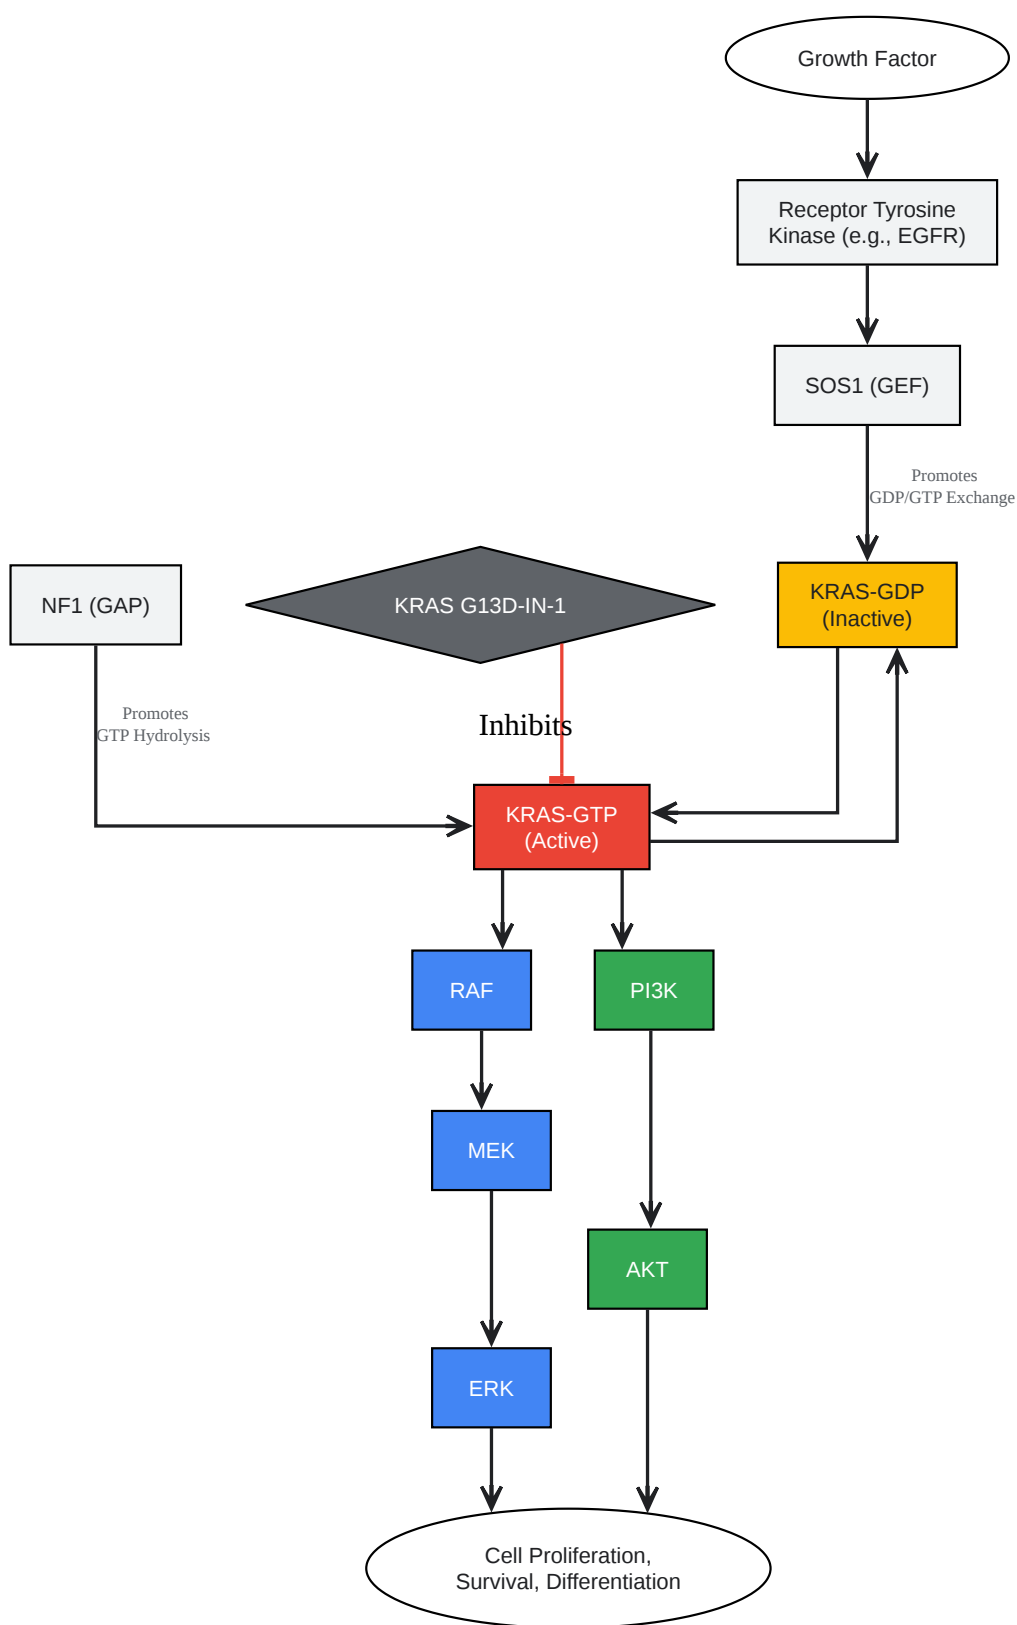 Growth Factor
Receptor Tyrosine
Kinase (e.g., EGFR)
SOS1 (GEF)
Promotes
GDP/GTP Exchange
NF1 (GAP)
KRAS G13D-IN-1
KRAS-GDP
(Inactive)
Promotes
GTP Hydrolysis
Inhibits
KRAS-GTP
(Active)
RAF
PI3K
MEK
AKT
ERK
Cell Proliferation,
Survival, Differentiation